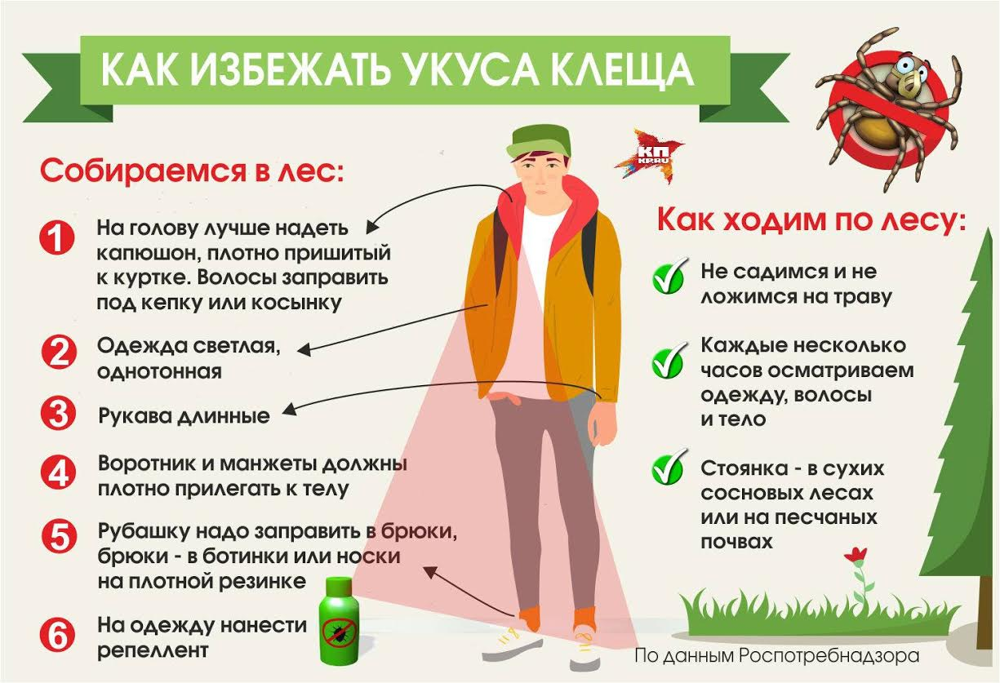 КАК ИЗБЕЖАТЬ УКУСА КЛЕЩА
КП
KP.RU
Собираемся в лес:
1
На голову лучше надеть
капюшон, плотно пришитый
к куртке. Волосы заправить
под кепку или косынку
2
Одежда светлая,
однотонная
3
Рукава длинные
4
Воротник и манжеты должны
плотно прилегать к телу
5
Рубашку надо заправить в брюки,
брюки - в ботинки или носки
на плотной резинке
6
На одежду нанести
репеллент
Как ходим по лесу:
Не садимся и не
ложимся на траву
Каждые несколько
часов осматриваем
одежду, волосы
и тело
Стоянка - в сухих
сосновых лесах
или на песчаных
почвах
По данным Роспотребнадзора